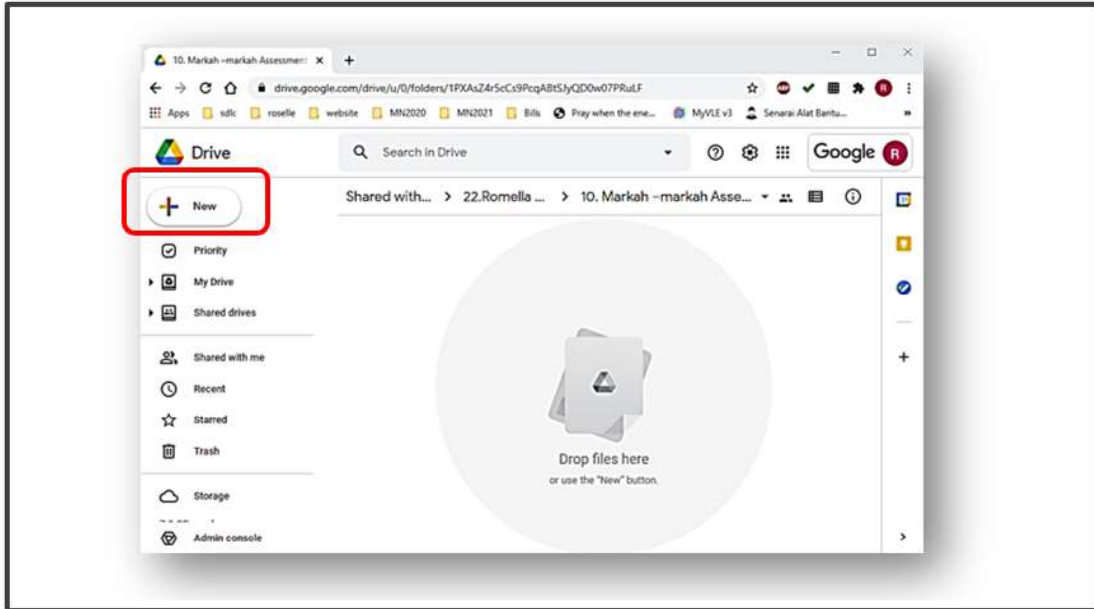 10. Markah –markah Assessment
drive.google.com/drive/u/0/folders/1PXAsZ4r5cCs9PcqABtSJyQD0w07PRuLF
Apps sdlc roselle website MN2020 MN2021 Bills Pray when the ene... MyVLE v3 Senarai Alat Bantu...
Drive
Search in Drive
Google R
New
Shared with... > 22.Romella ... > 10. Markah –markah Asse...
Priority
My Drive
Shared drives
Shared with me
Recent
Starred
Trash
Drop files here
or use the "New" button.
Storage
Admin console